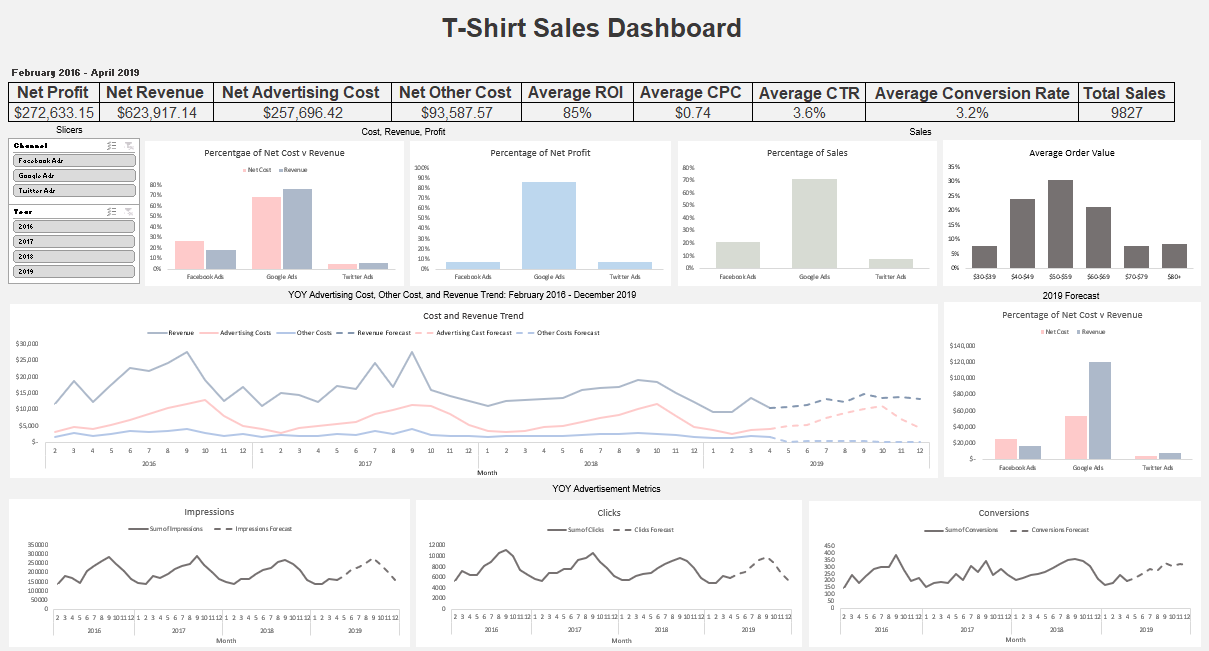 T-Shirt Sales Dashboard
February 2016 - April 2019
Net Profit Net Revenue Net Advertising Cost Net Other Cost Average ROI Average CPC Average CTR Average Conversion Rate Total Sales
$272,633.15 $623,917.14 $257,696.42 $93,587.57 85% $0.74 3.6% 3.2% 9827
Slicers Cost, Revenue, Profit Sales
Channel
Facebook Ads
Google Ads
Twitter Ads
Year
2016
2017
2018
2019
Percentgae of Net Cost v Revenue
Net Cost Revenue
80%
70%
60%
50%
40%
30%
20%
10%
0%
Facebook Ads Google Ads Twitter Ads
Percentage of Net Profit
100%
90%
80%
70%
60%
50%
40%
30%
20%
10%
0%
Facebook Ads Google Ads Twitter Ads
Percentage of Sales
80%
70%
60%
50%
40%
30%
20%
10%
0%
Facebook Ads Google Ads Twitter Ads
Average Order Value
35%
30%
25%
20%
15%
10%
5%
0%
$30-$39 $40-$49 $50-$59 $60-$69 $70-$79 $80+
YOY Advertising Cost, Other Cost, and Revenue Trend: February 2016 - December 2019
Cost and Revenue Trend
Revenue Advertising Costs Other Costs Revenue Forecast Advertising Cast Forecast Other Costs Forecast
$30,000
$25,000
$20,000
$15,000
$10,000
$5,000
$-
2 3 4 5 6 7 8 9 10 11 12 1 2 3 4 5 6 7 8 9 10 11 12 1 2 3 4 5 6 7 8 9 10 11 12 1 2 3 4 5 6 7 8 9 10 11 12
2016 2017 2018 2019
Month
2019 Forecast
Percentage of Net Cost v Revenue
Net Cost Revenue
$140,000
$120,000
$100,000
$80,000
$60,000
$40,000
$20,000
$-
Facebook Ads Google Ads Twitter Ads
YOY Advertisement Metrics
Impressions
Sum of Impressions Impressions Forecast
350000
300000
250000
200000
150000
100000
50000
0
2 3 4 5 6 7 8 9 10 11 12 1 2 3 4 5 6 7 8 9 10 11 12 1 2 3 4 5 6 7 8 9 10 11 12 1 2 3 4 5 6 7 8 9 10 11 12
2016 2017 2018 2019
Month
Clicks
Sum of Clicks Clicks Forecast
12000
10000
8000
6000
4000
2000
0
2 3 4 5 6 7 8 9 10 11 12 1 2 3 4 5 6 7 8 9 10 11 12 1 2 3 4 5 6 7 8 9 10 11 12 1 2 3 4 5 6 7 8 9 10 11 12
2016 2017 2018 2019
Month
Conversions
Sum of Conversions Conversions Forecast
450
400
350
300
250
200
150
100
50
0
2 3 4 5 6 7 8 9 10 11 12 1 2 3 4 5 6 7 8 9 10 11 12 1 2 3 4 5 6 7 8 9 10 11 12 1 2 3 4 5 6 7 8 9 10 11 12
2016 2017 2018 2019
Month